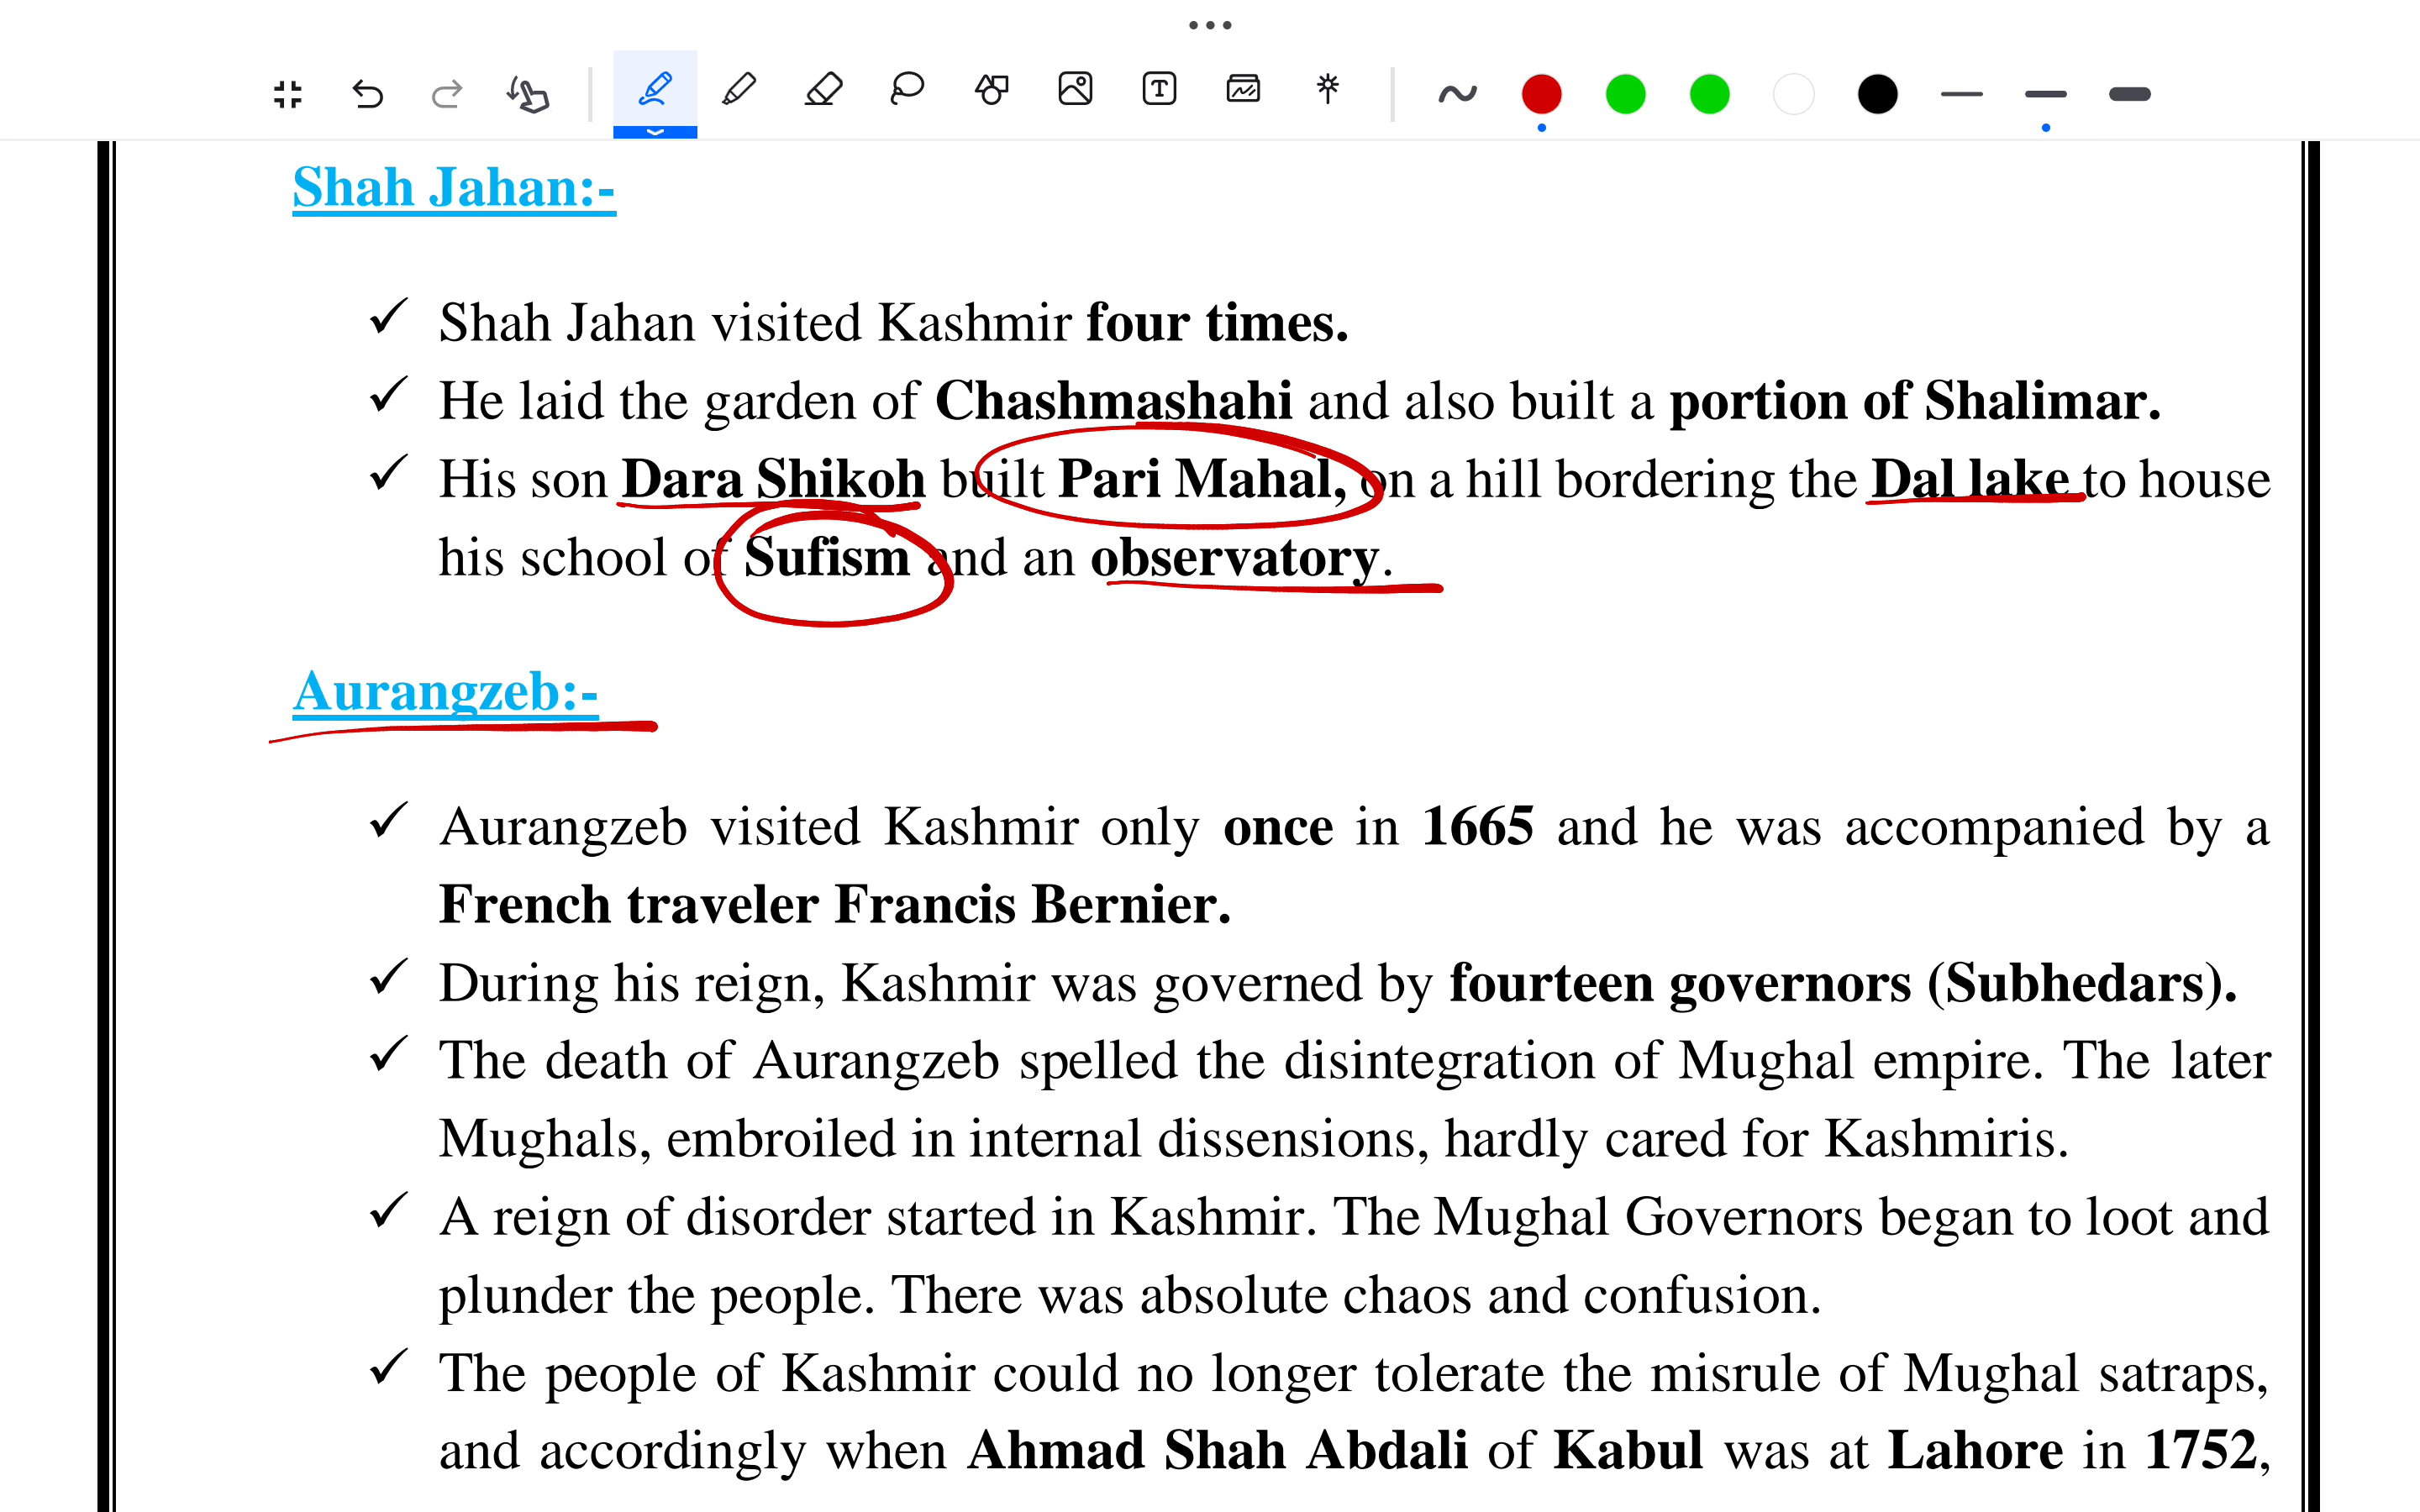 Shah Jahan:-
✓ Shah Jahan visited Kashmir four times.
✓ He laid the garden of Chashmashahi and also built a portion of Shalimar.
✓ His son Dara Shikoh built Pari Mahal, on a hill bordering the Dal lake to house
his school of Sufism and an observatory.
Aurangzeb:-
✓ Aurangzeb visited Kashmir only once in 1665 and he was accompanied by a
French traveler Francis Bernier.
✓ During his reign, Kashmir was governed by fourteen governors (Subhedars).
✓ The death of Aurangzeb spelled the disintegration of Mughal empire. The later
Mughals, embroiled in internal dissensions, hardly cared for Kashmiris.
✓ A reign of disorder started in Kashmir. The Mughal Governors began to loot and
plunder the people. There was absolute chaos and confusion.
✓ The people of Kashmir could no longer tolerate the misrule of Mughal satraps,
and accordingly when Ahmad Shah Abdali of Kabul was at Lahore in 1752,